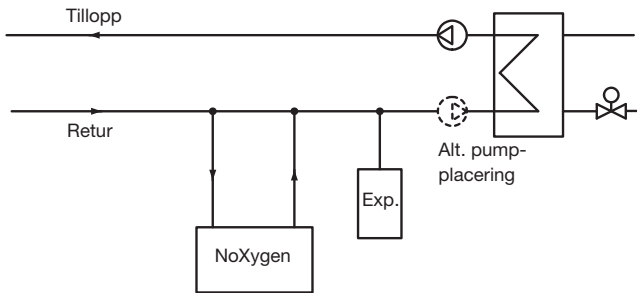 Tillopp
Retur
Alt. pump-
placering
Exp.
NoXygen